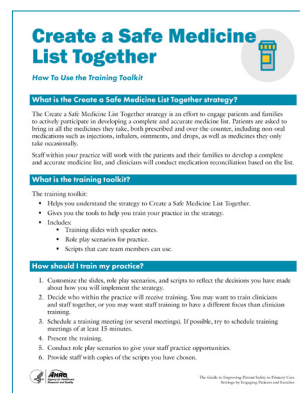 Create a Safe Medicine
List Together
How To Use the Training Toolkit
What is the Create a Safe Medicine List Together strategy?
The Create a Safe Medicine List Together strategy is an effort to engage patients and families
to actively participate in developing a complete and accurate medicine list. Patients are asked to
bring in all the medicines they take, both prescribed and over-the-counter, including non-oral
medications such as injections, inhalers, ointments, and drops, as well as medicines they only
take occasionally.
Staff within your practice will work with the patients and their families to develop a complete
and accurate medicine list, and clinicians will conduct medication reconciliation based on the list.
What is the training toolkit?
The training toolkit:
• Helps you understand the strategy to Create a Safe Medicine List Together.
• Gives you the tools to help you train your practice in the strategy.
• Includes:
• Training slides with speaker notes.
• Role play scenarios for practice.
• Scripts that care team members can use.
How should I train my practice?
1. Customize the slides, role play scenarios, and scripts to reflect the decisions you have made
about how you will implement the strategy.
2. Decide who within the practice will receive training. You may want to train clinicians
and staff together, or you may want staff training to have a different focus than clinician
training.
3. Schedule a training meeting (or several meetings). If possible, try to schedule training
meetings of at least 15 minutes.
4. Present the training.
5. Conduct role play scenarios to give your staff practice opportunities.
6. Provide staff with copies of the scripts you have chosen.
AHRQ
Agency for Healthcare
Research and Quality
The Guide to Improving Patient Safety in Primary Care
Settings by Engaging Patients and Families